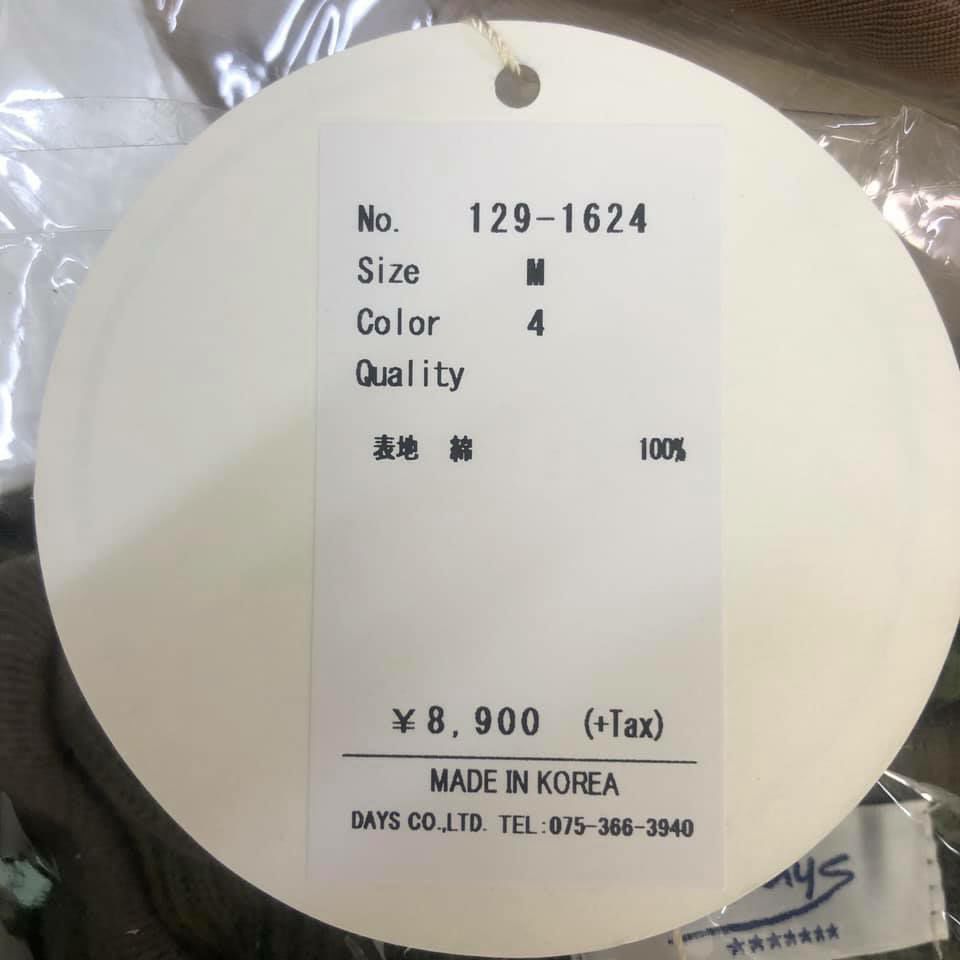 No. 129-1624
Size M
Color 4
Quality
表地 綿 100%
¥8,900 (+Tax)
MADE IN KOREA
DAYS CO.,LTD. TEL:075-366-3940